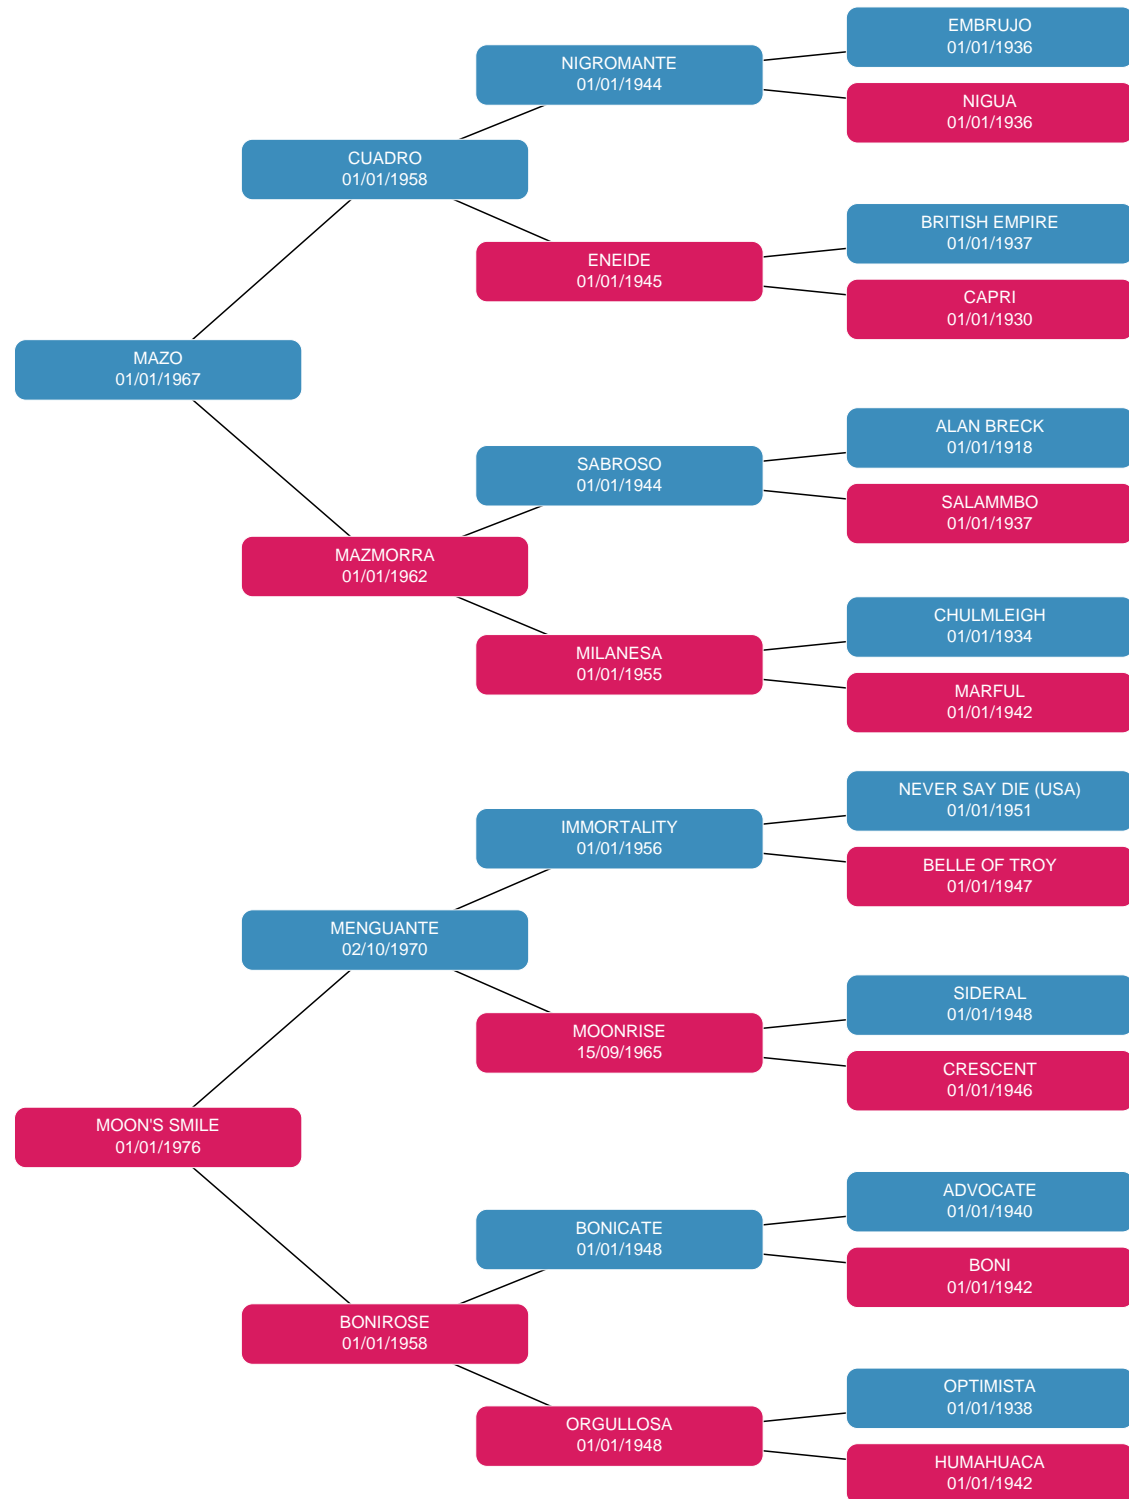 EMBRUJO
01/01/1936
NIGROMANTE
01/01/1944
NIGUA
01/01/1936
CUADRO
01/01/1958
BRITISH EMPIRE
01/01/1937
ENEIDE
01/01/1945
CAPRI
01/01/1930
MAZO
01/01/1967
ALAN BRECK
01/01/1918
SABROSO
01/01/1944
SALAMMBO
01/01/1937
MAZMORRA
01/01/1962
CHULMLEIGH
01/01/1934
MILANESA
01/01/1955
MARFUL
01/01/1942
NEVER SAY DIE (USA)
01/01/1951
IMMORTALITY
01/01/1956
BELLE OF TROY
01/01/1947
MENGUANTE
02/10/1970
SIDERAL
01/01/1948
MOONRISE
15/09/1965
CRESCENT
01/01/1946
MOON'S SMILE
01/01/1976
ADVOCATE
01/01/1940
BONICATE
01/01/1948
BONI
01/01/1942
BONIROSE
01/01/1958
OPTIMISTA
01/01/1938
ORGULLOSA
01/01/1948
HUMAHUACA
01/01/1942